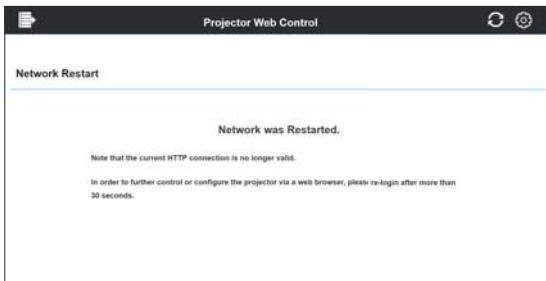 Projector Web Control
Network Restart
Network was Restarted.
Note that the current HTTP connection is no longer valid.
In order to further control or configure the projector via a web browser, please re-login after more than
30 seconds.